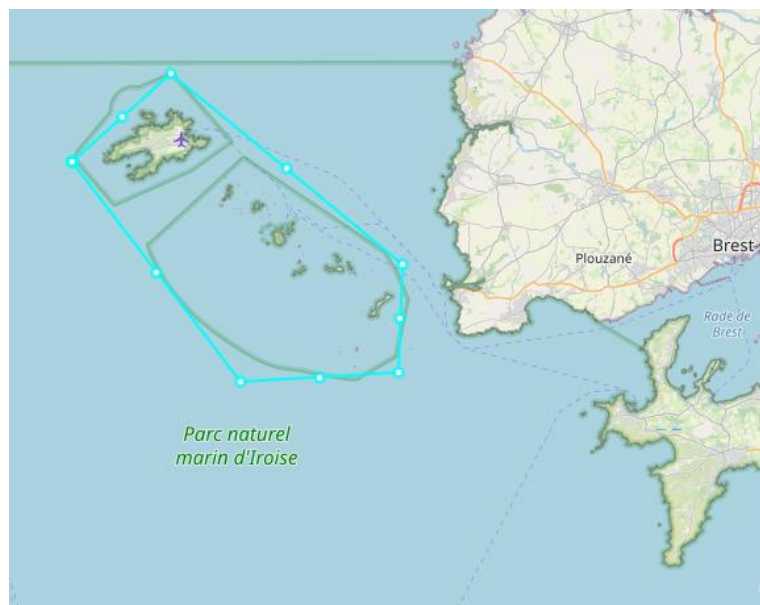 Brest
Plouzané
Rade de
Brest
Parc naturel
marin d'Iroise